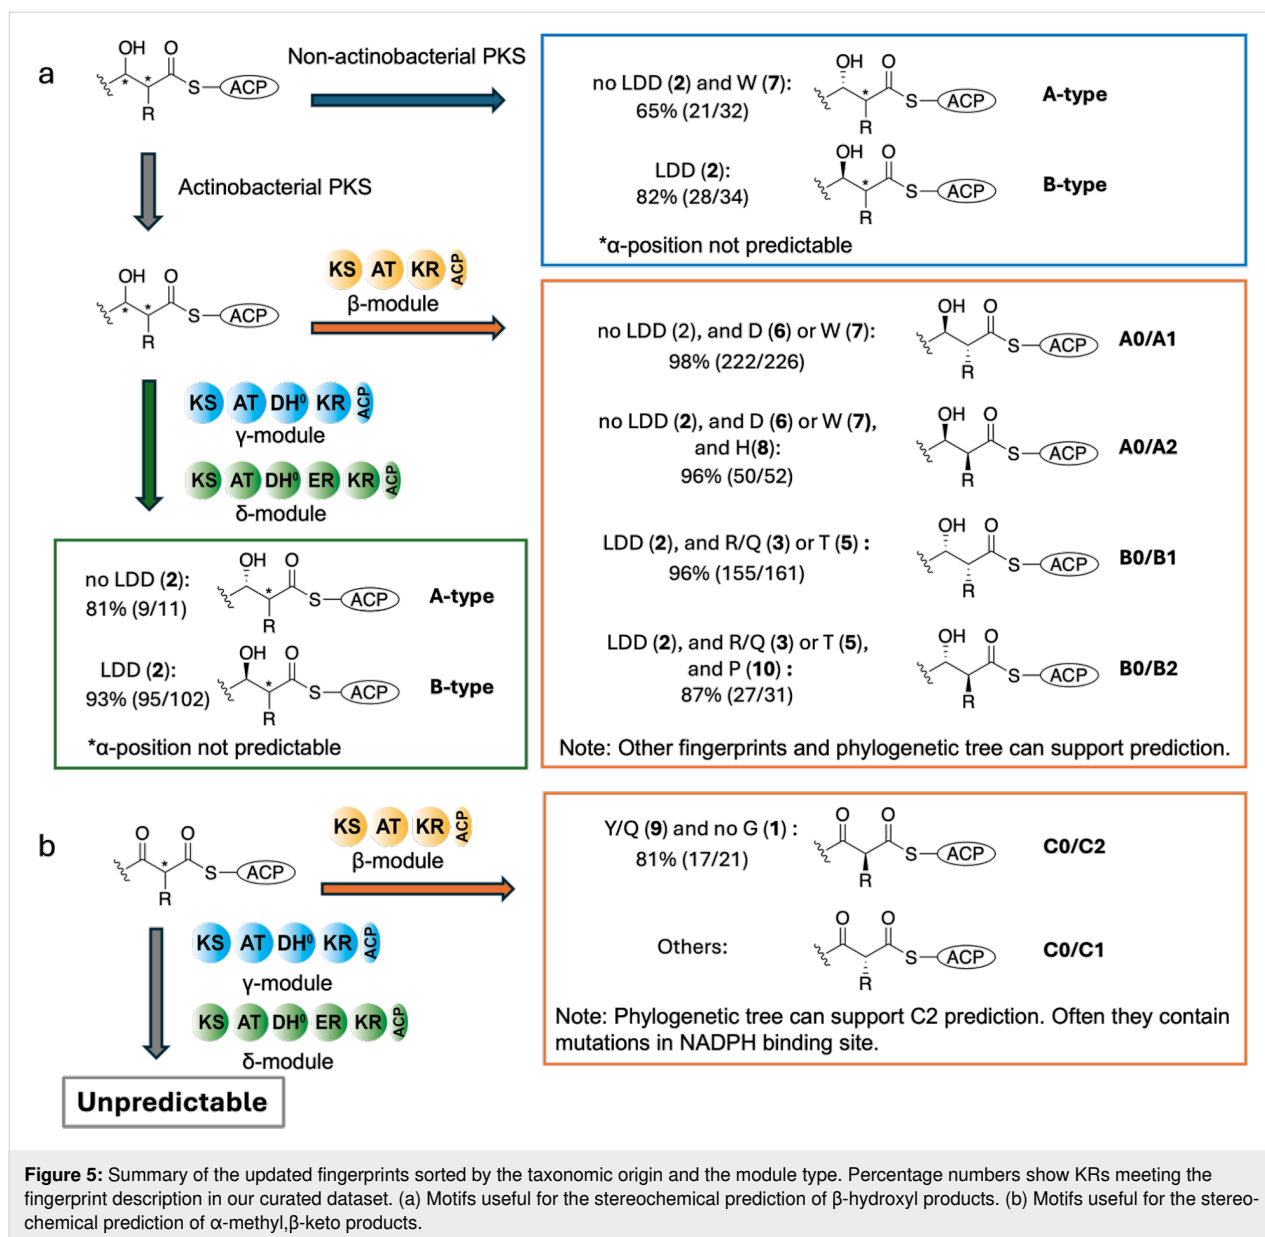 a
OH O
* * S ACP
R
Non-actinobacterial PKS
no LDD (2) and W (7):
65% (21/32)
OH O
* S ACP
R
A-type
LDD (2):
82% (28/34)
OH O
* S ACP
R
B-type
*α-position not predictable
Actinobacterial PKS
OH O
* * S ACP
R
KS AT KR ACP
β-module
no LDD (2), and D (6) or W (7):
98% (222/226)
OH O
S ACP
R
A0/A1
no LDD (2), and D (6) or W (7),
and H(8):
96% (50/52)
OH O
S ACP
R
A0/A2
LDD (2), and R/Q (3) or T (5) :
96% (155/161)
OH O
S ACP
R
B0/B1
LDD (2), and R/Q (3) or T (5),
and P (10) :
87% (27/31)
OH O
S ACP
R
B0/B2
Note: Other fingerprints and phylogenetic tree can support prediction.
KS AT DH⁰ KR ACP
γ-module
KS AT DH⁰ ER KR ACP
δ-module
no LDD (2):
81% (9/11)
OH O
* S ACP
R
A-type
LDD (2):
93% (95/102)
OH O
* S ACP
R
B-type
*α-position not predictable
b
O O
* S ACP
R
KS AT KR ACP
β-module
Y/Q (9) and no G (1) :
81% (17/21)
O O
S ACP
R
C0/C2
Others:
O O
S ACP
R
C0/C1
Note: Phylogenetic tree can support C2 prediction. Often they contain
mutations in NADPH binding site.
KS AT DH⁰ KR ACP
γ-module
KS AT DH⁰ ER KR ACP
δ-module
Unpredictable
Figure 5: Summary of the updated fingerprints sorted by the taxonomic origin and the module type. Percentage numbers show KRs meeting the
fingerprint description in our curated dataset. (a) Motifs useful for the stereochemical prediction of β-hydroxyl products. (b) Motifs useful for the stereo-
chemical prediction of α-methyl,β-keto products.